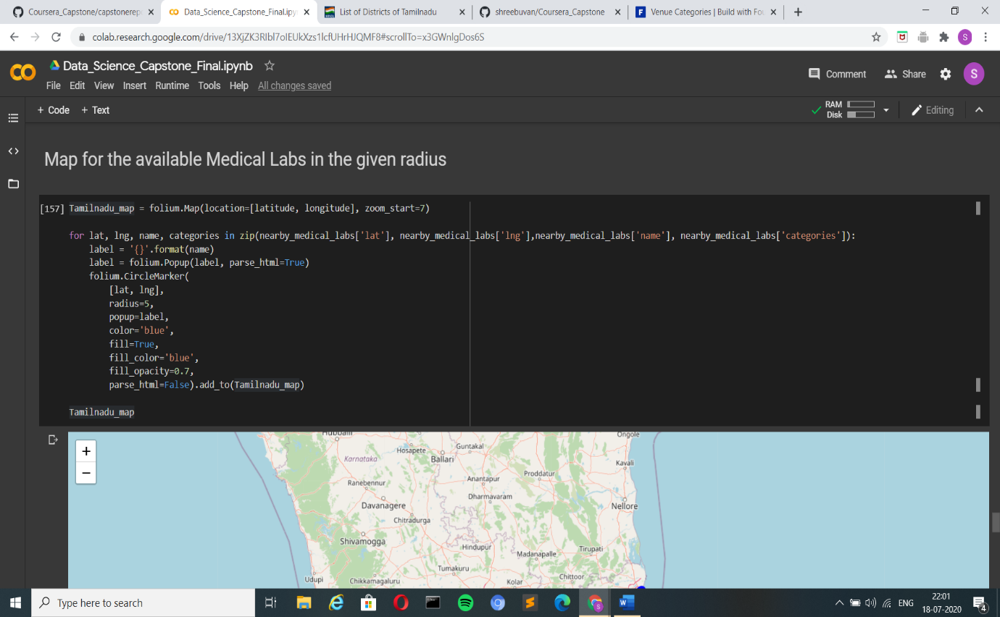 Coursera_Capstone/capstonerep
Data_Science_Capstone_Final.ipy
List of Districts of Tamilnadu
shreebuvan/Coursera_Capstone
Venue Categories | Build with Fou
colab.research.google.com/drive/13XjZK3RIbl7oIEUkXzs1lcfUHrHJQMF8#scrollTo=x3GWnlgDos6S
Data_Science_Capstone_Final.ipynb
Comment
Share
S
File Edit View Insert Runtime Tools Help All changes saved
+ Code + Text
RAM
Disk
Editing
Map for the available Medical Labs in the given radius
[157] Tamilnadu_map = folium.Map(location=[latitude, longitude], zoom_start=7)
for lat, lng, name, categories in zip(nearby_medical_labs['lat'], nearby_medical_labs['lng'],nearby_medical_labs['name'], nearby_medical_labs['categories']):
label = '{}'.format(name)
label = folium.Popup(label, parse_html=True)
folium.CircleMarker(
[lat, lng],
radius=5,
popup=label,
color='blue',
fill=True,
fill_color='blue',
fill_opacity=0.7,
parse_html=False).add_to(Tamilnadu_map)
Tamilnadu_map
+
−
Hubballi
Ongole
Hosapete
Guntakal
Karnataka
Ballari
Kavali
Ranebennur
Anantapur
Proddatur
Dharmavaram
Davanagere
Nellore
Chitradurga
Shivamogga
Hindupur
Madanapalle
Tirupati
Tumakuru
Udupi
Chikkamagaluru
Kolar
Chittoor
Type here to search
ENG
22:01
18-07-2020
4